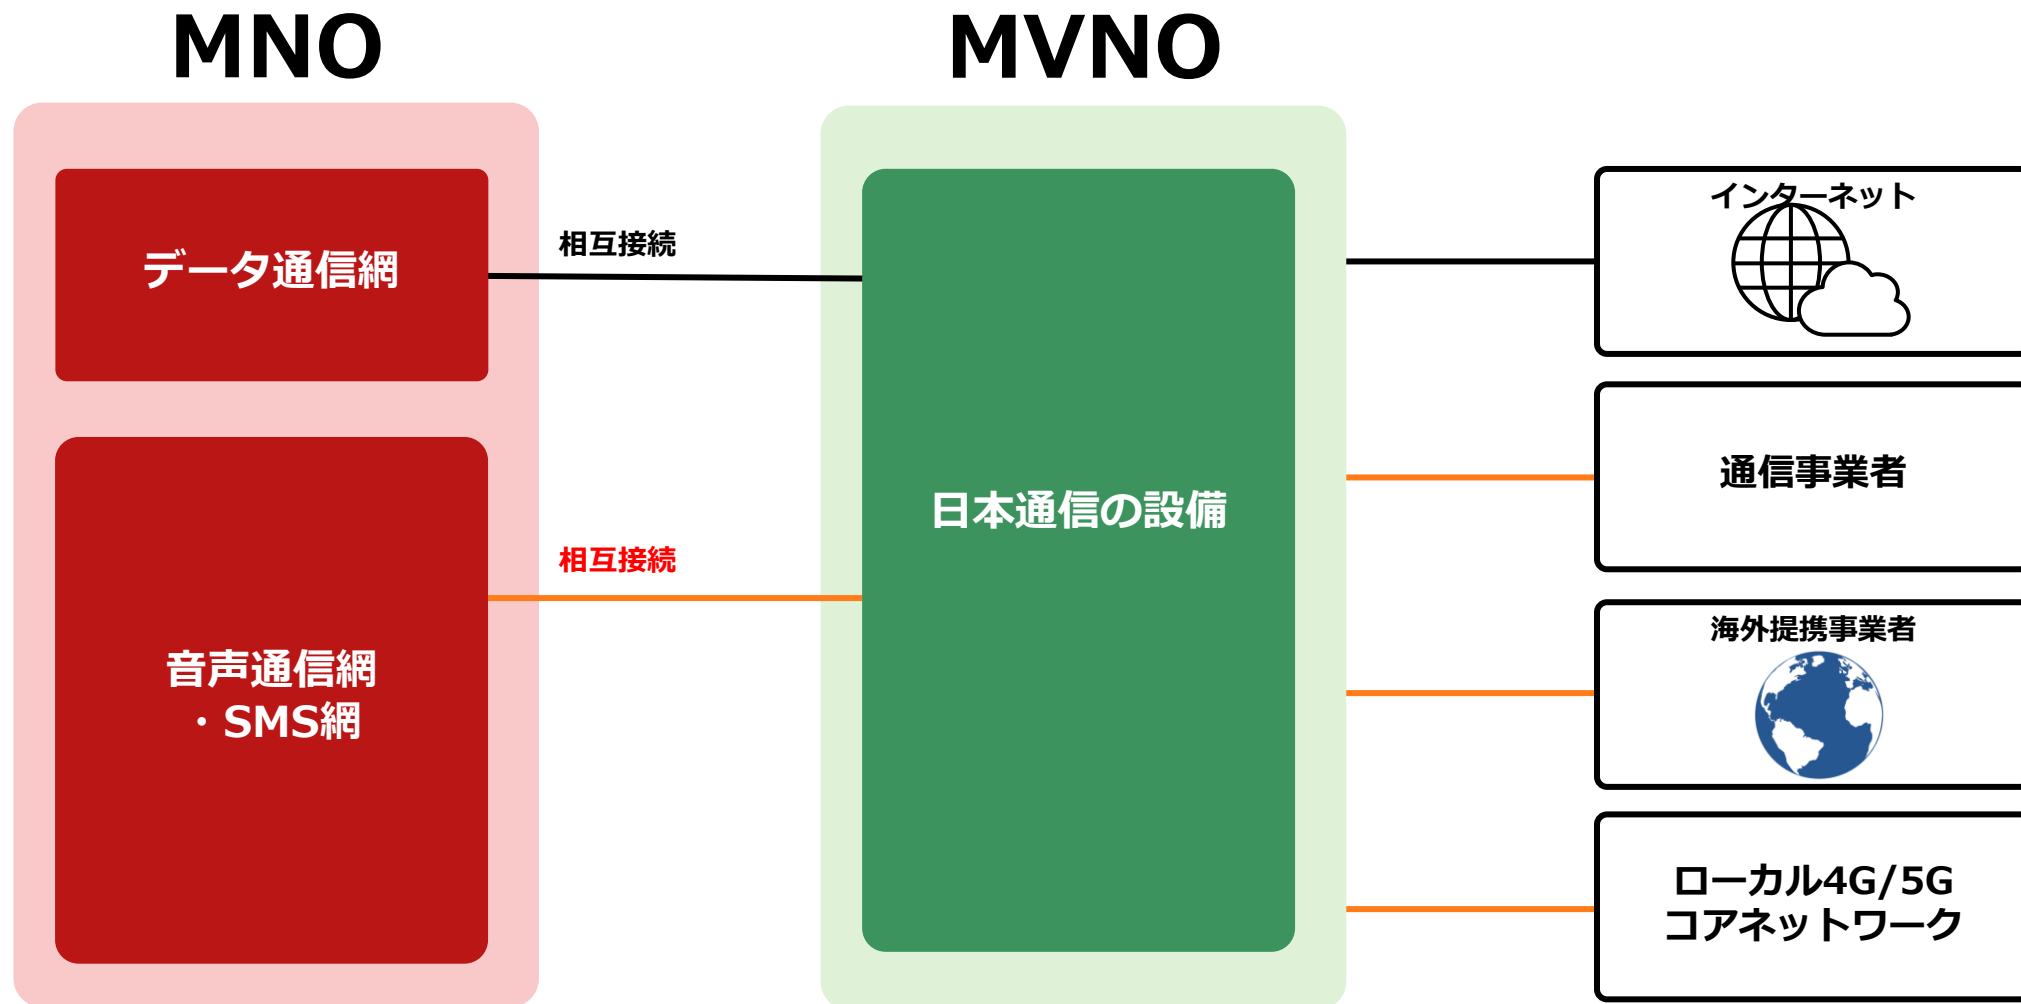 MNO
MVNO
データ通信網
相互接続
インターネット
通信事業者
日本通信の設備
相互接続
音声通信網
・SMS網
海外提携事業者
ローカル4G/5G
コアネットワーク